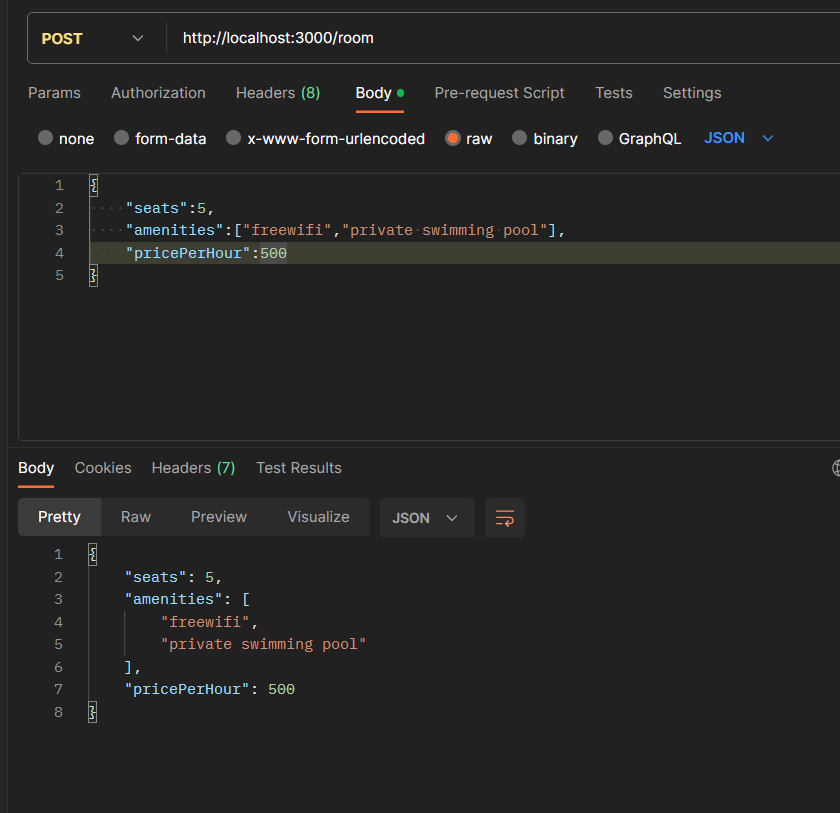 POST http://localhost:3000/room
Params Authorization Headers (8) Body Pre-request Script Tests Settings
none form-data x-www-form-urlencoded raw binary GraphQL JSON
1 {
2 "seats":5,
3 "amenities":["freewifi","private swimming pool"],
4 "pricePerHour":500
5 }
Body Cookies Headers (7) Test Results
Pretty Raw Preview Visualize JSON
1 {
2 "seats": 5,
3 "amenities": [
4 "freewifi",
5 "private swimming pool"
6 ],
7 "pricePerHour": 500
8 }